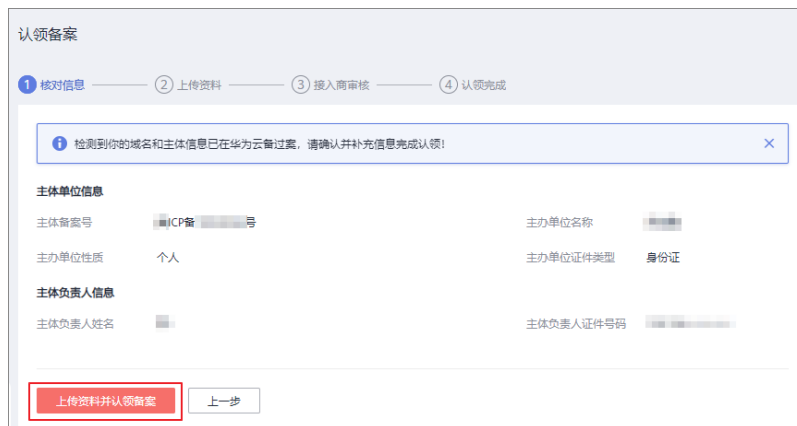 认领备案
1 核对信息 2 上传资料 3 接入商审核 4 认领完成
检测到你的域名和主体信息已在华为云备过案，请确认并补充信息完成认领！
主体单位信息
主体备案号 ICP备 号 主办单位名称
主办单位性质 个人 主办单位证件类型 身份证
主体负责人信息
主体负责人姓名 主体负责人证件号码
上传资料并认领备案 上一步